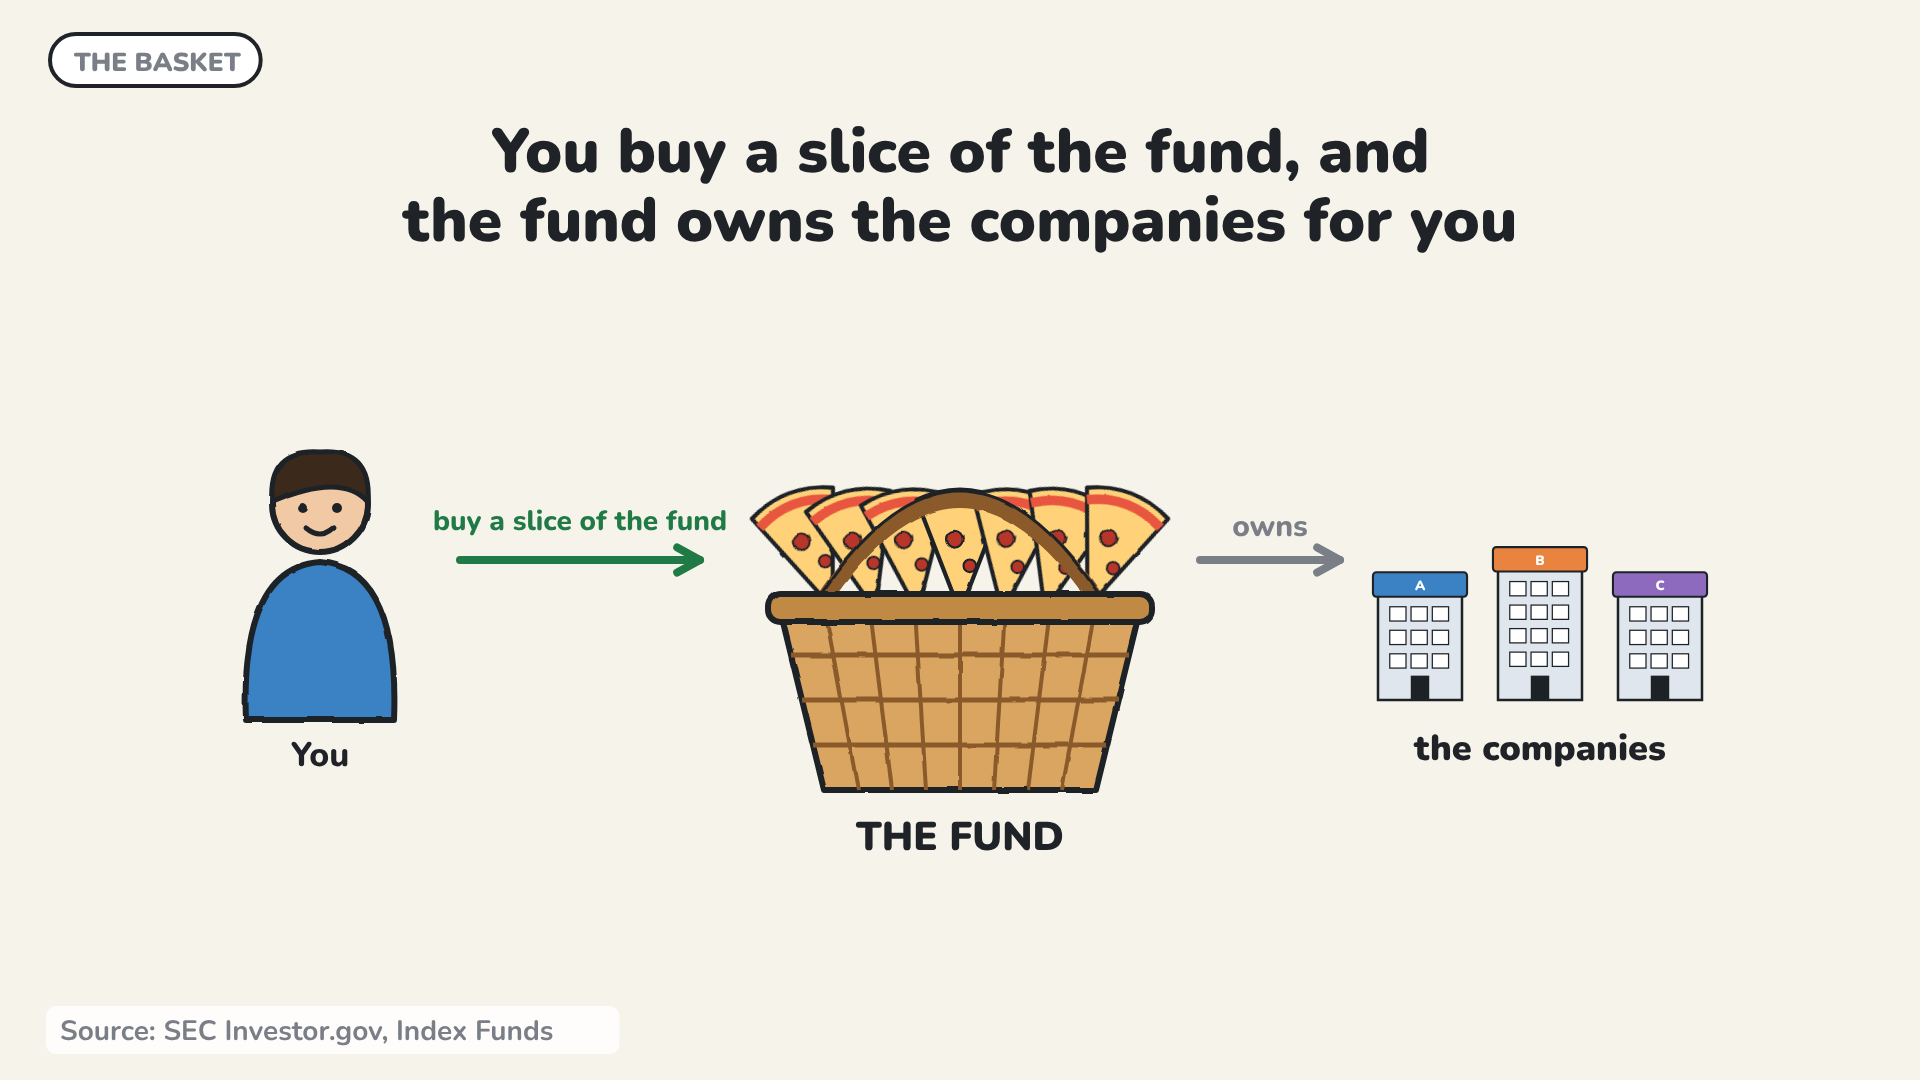 THE BASKET
You buy a slice of the fund, and
the fund owns the companies for you
buy a slice of the fund
owns
A
B
C
You
the companies
THE FUND
Source: SEC Investor.gov, Index Funds